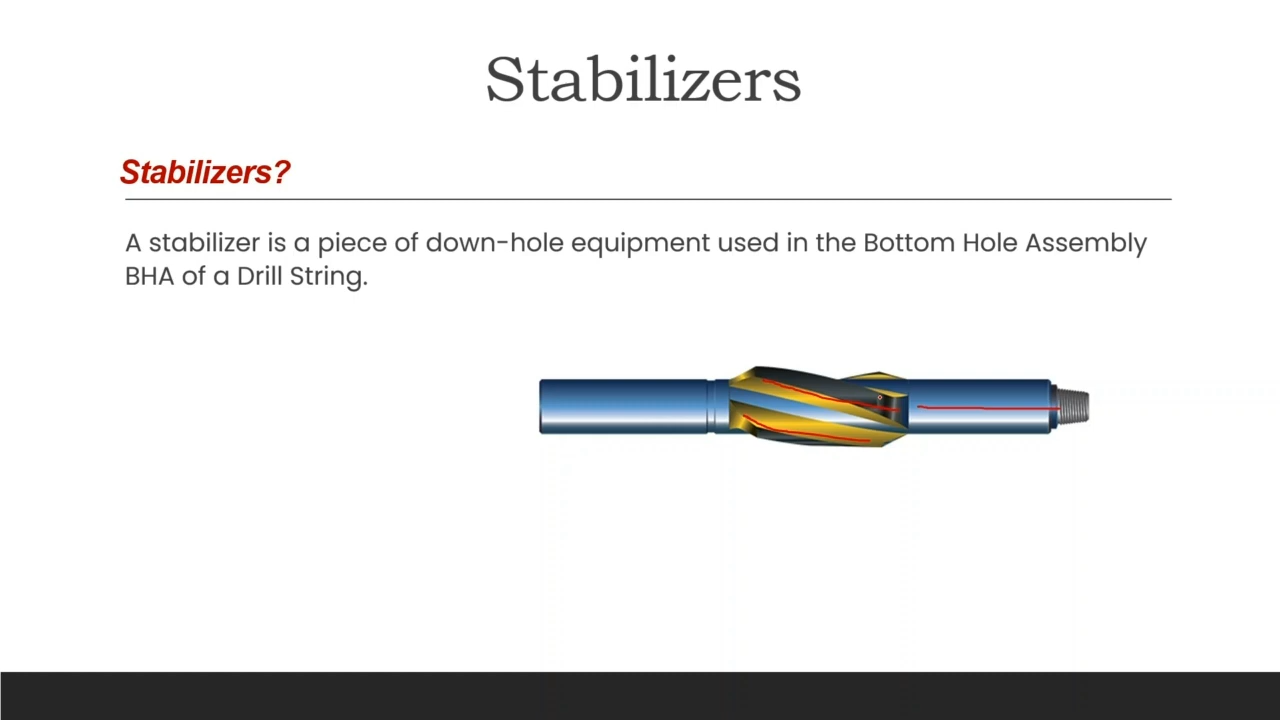 Stabilizers
Stabilizers?
A stabilizer is a piece of down-hole equipment used in the Bottom Hole Assembly
BHA of a Drill String.